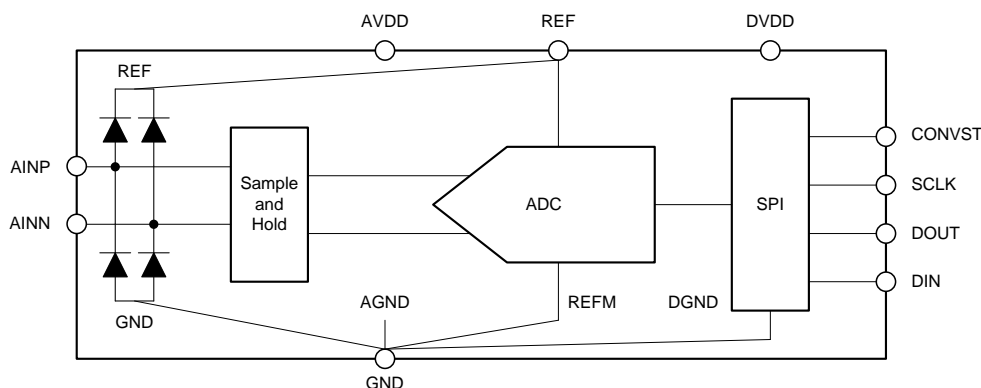 AVDD
REF
DVDD
REF
CONVST
AINP
Sample
and
Hold
ADC
SPI
SCLK
AINN
DOUT
DIN
AGND
REFM
DGND
GND
GND